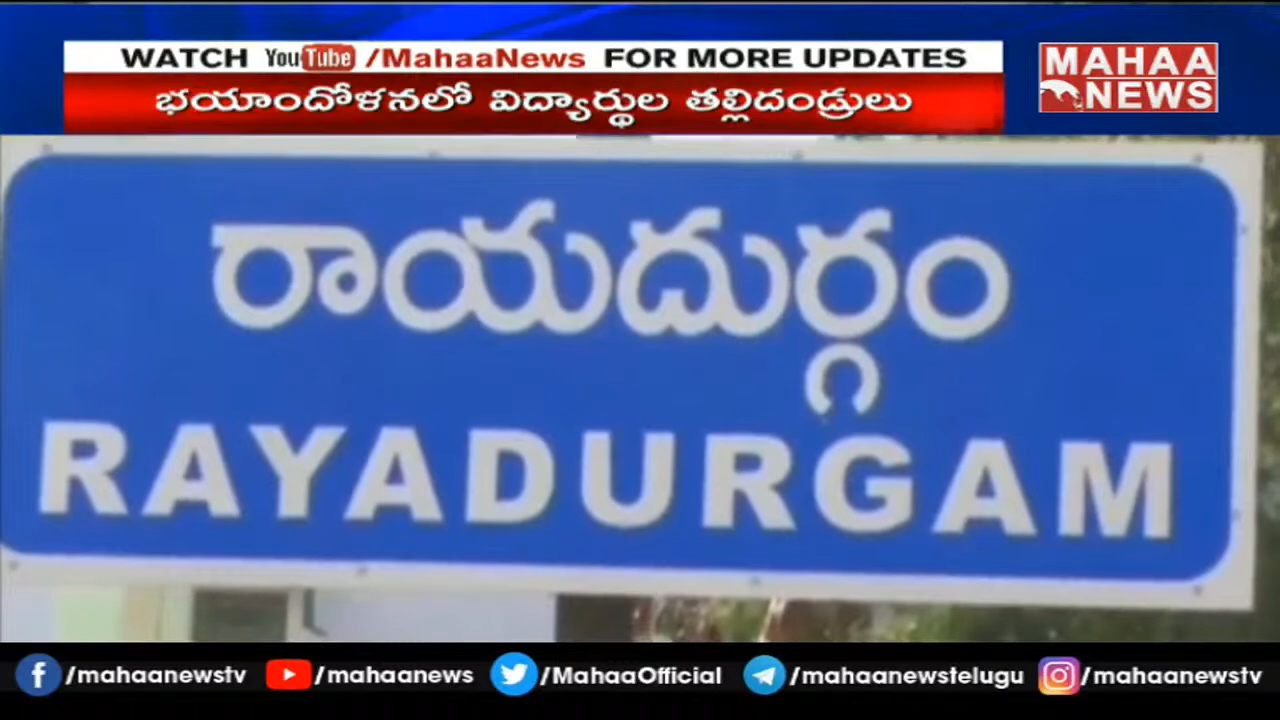 WATCH YouTube /MahaaNews FOR MORE UPDATES
భయాందోళనలో విద్యార్థుల తల్లిదండ్రులు
MAHAA
NEWS
రాయదుర్గం
RAYADURGAM
/mahaanewstv /mahaanews /MahaaOfficial /mahaanewstelugu /mahaanewstv